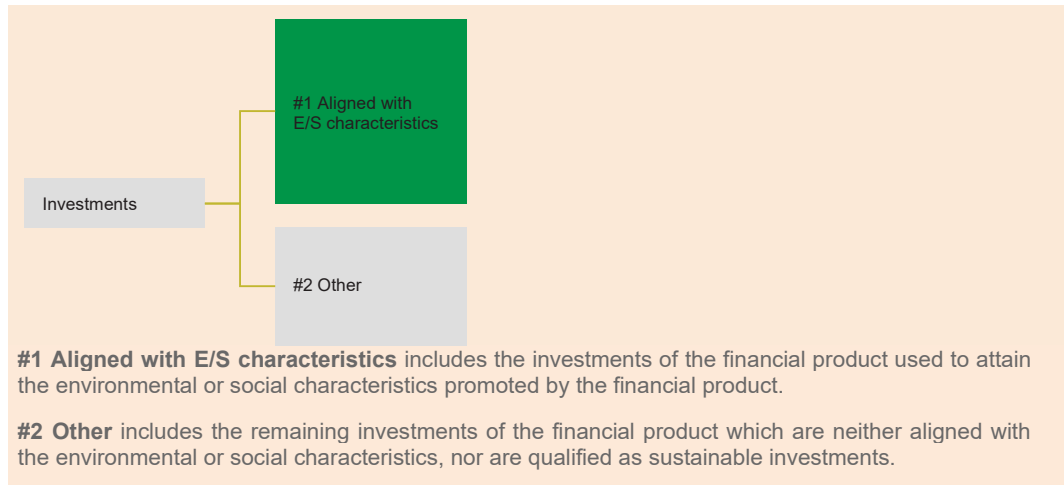 #1 Aligned with
E/S characteristics
Investments
#2 Other
#1 Aligned with E/S characteristics includes the investments of the financial product used to attain
the environmental or social characteristics promoted by the financial product.
#2 Other includes the remaining investments of the financial product which are neither aligned with
the environmental or social characteristics, nor are qualified as sustainable investments.